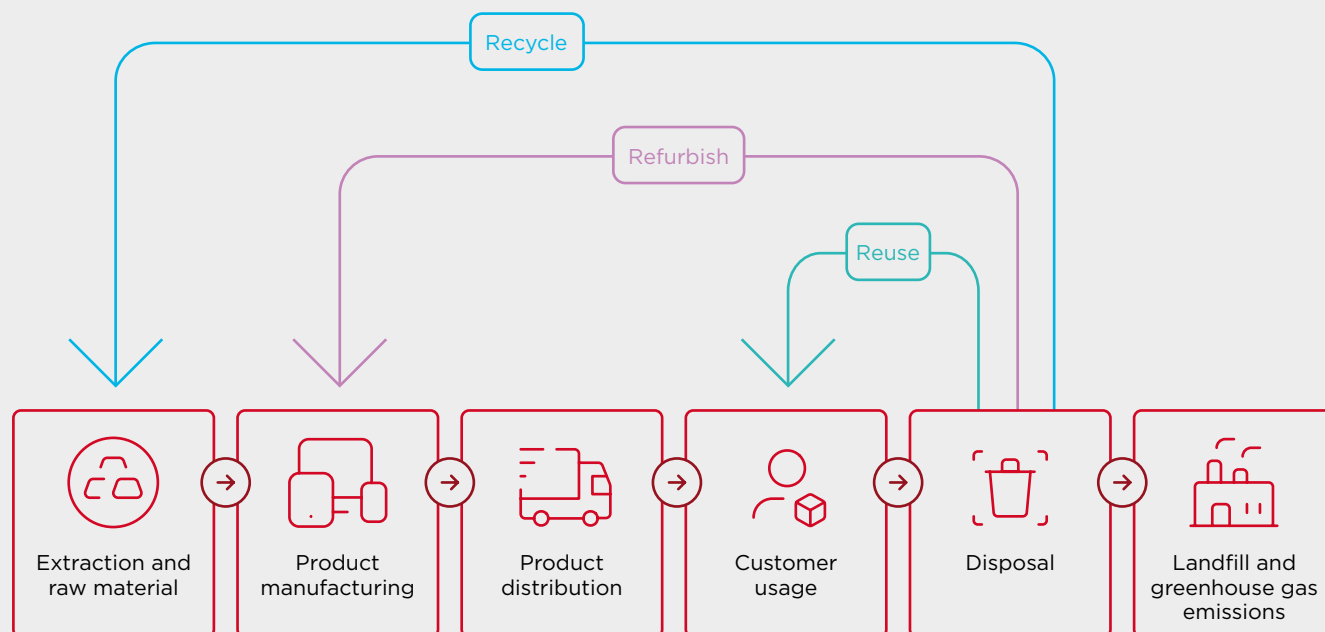 Recycle
Refurbish
Reuse
Extraction and
raw material
Product
manufacturing
Product
distribution
Customer
usage
Disposal
Landfill and
greenhouse gas
emissions